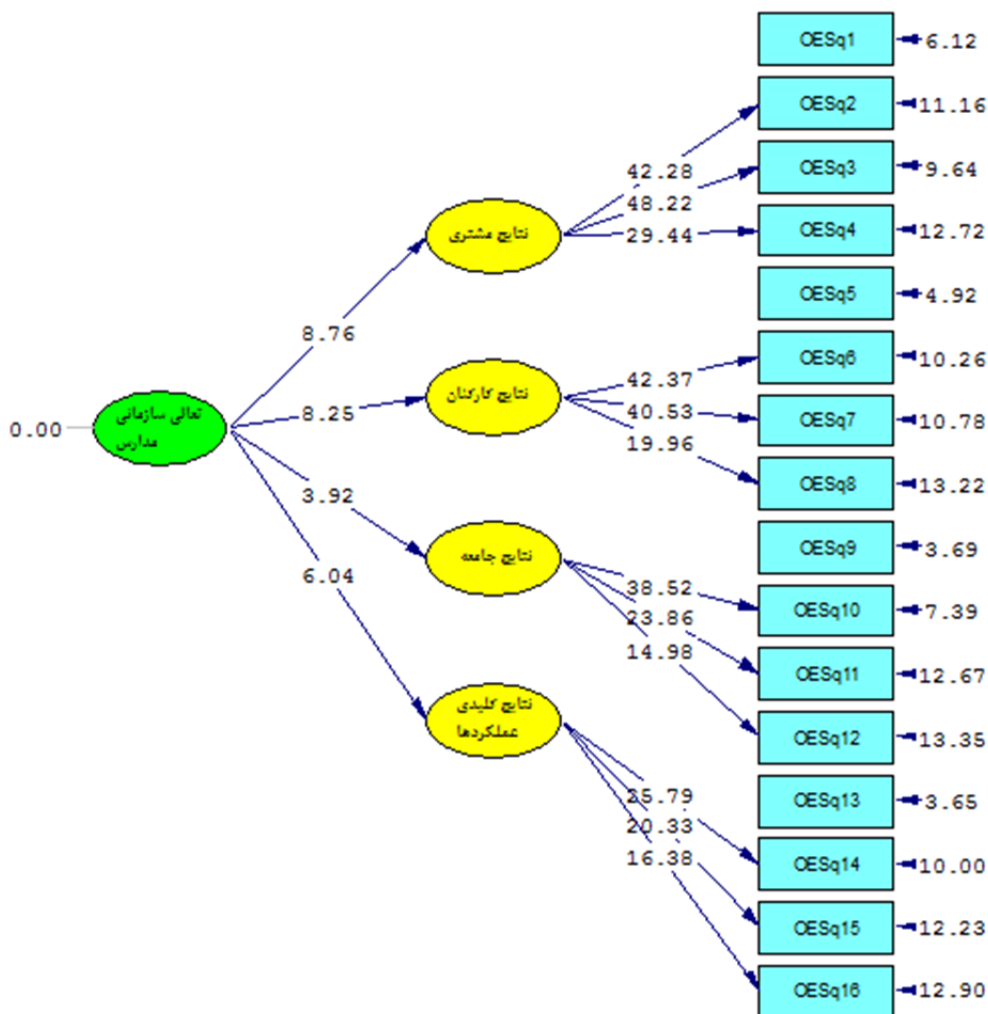 OESq1
6.12
OESq2
11.16
42.28
OESq3
9.64
48.22
نتایج مشتری
29.44
OESq4
12.72
OESq5
4.92
8.76
OESq6
10.26
42.37
نتایج کارکنان
8.25
40.53
OESq7
10.78
تعالی سازمانی
مدارس
0.00
19.96
OESq8
13.22
3.92
OESq9
3.69
نتایج جامعه
6.04
38.52
OESq10
7.39
23.86
14.98
OESq11
12.67
نتایج کلیدی
عملکردها
OESq12
13.35
25.79
OESq13
3.65
20.33
16.38
OESq14
10.00
OESq15
12.23
OESq16
12.90